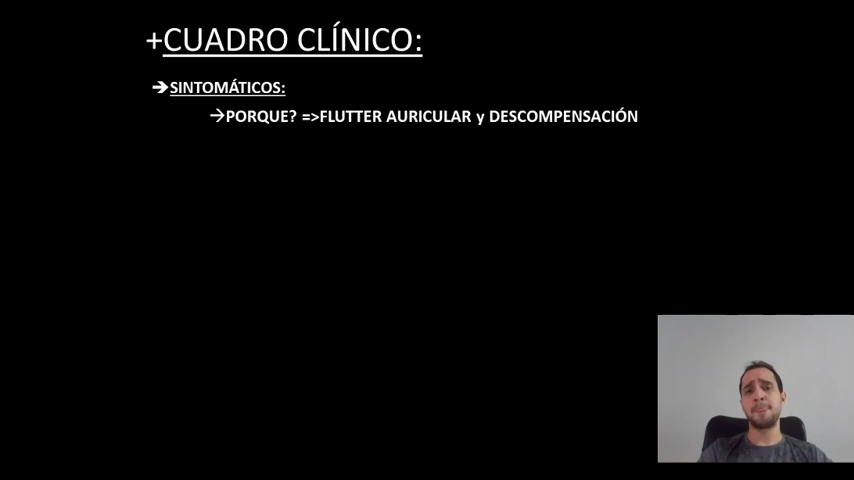 +CUADRO CLÍNICO:
➔SINTOMÁTICOS:
→PORQUE? =>FLUTTER AURICULAR y DESCOMPENSACIÓN